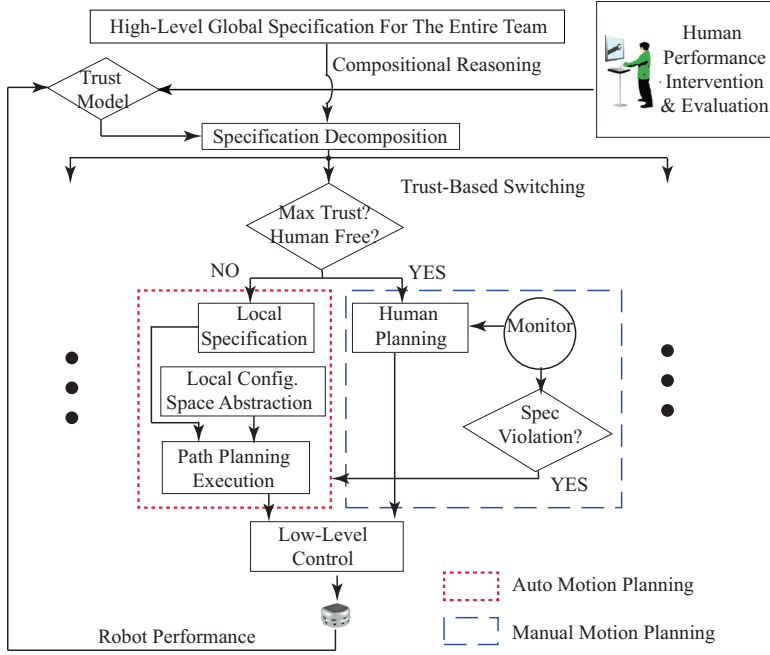 High-Level Global Specification For The Entire Team
Human
Performance
Intervention
& Evaluation
Compositional Reasoning
Trust
Model
Specification Decomposition
Trust-Based Switching
Max Trust?
Human Free?
NO
YES
Local
Specification
Human
Planning
Monitor
Local Config.
Space Abstraction
Spec
Violation?
Path Planning
Execution
YES
Low-Level
Control
Auto Motion Planning
Robot Performance
Manual Motion Planning